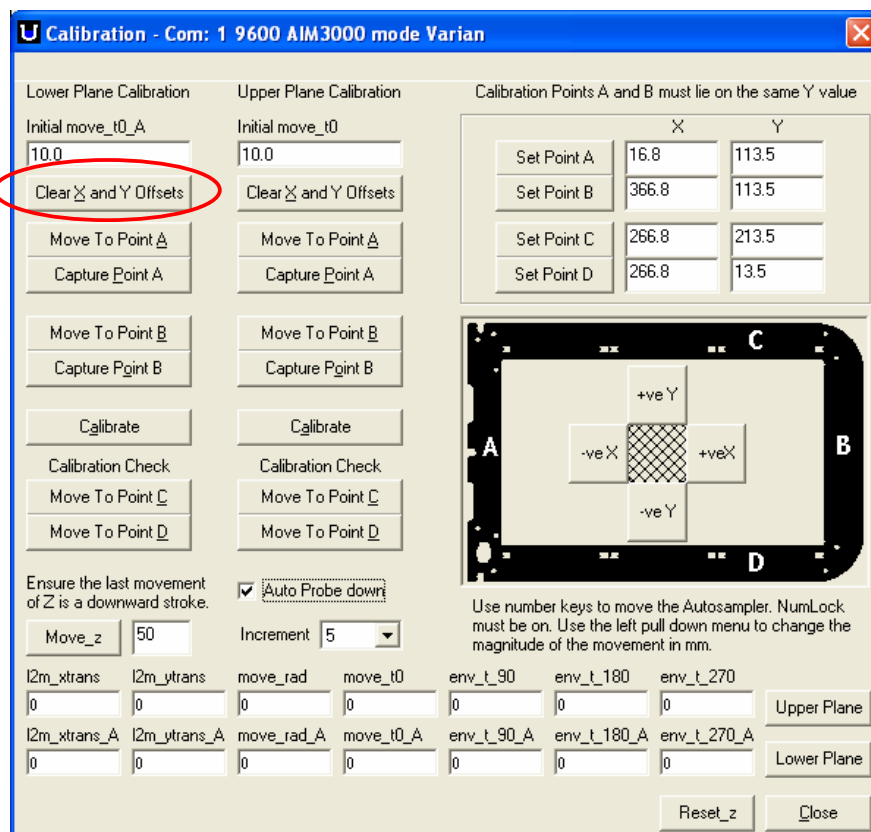 U Calibration - Com: 1 9600 AIM3000 mode Varian
Lower Plane Calibration
Upper Plane Calibration
Calibration Points A and B must lie on the same Y value
Initial move_t0_A
Initial move_t0
X
Y
10.0
10.0
Set Point A
16.8
113.5
Clear X and Y Offsets
Clear X and Y Offsets
Set Point B
366.8
113.5
Move To Point A
Move To Point A
Set Point C
266.8
213.5
Capture Point A
Capture Point A
Set Point D
266.8
13.5
Move To Point B
Move To Point B
Capture Point B
Capture Point B
C
+ve Y
A
-ve X
+veX
B
-ve Y
D
Calibrate
Calibrate
Calibration Check
Calibration Check
Move To Point C
Move To Point C
Move To Point D
Move To Point D
Ensure the last movement
of Z is a downward stroke.
Auto Probe down
Use number keys to move the Autosampler. NumLock
must be on. Use the left pull down menu to change the
magnitude of the movement in mm.
Move_z
50
Increment
5
l2m_xtrans
l2m_ytrans
move_rad
move_t0
env_t_90
env_t_180
env_t_270
0
0
0
0
0
0
0
Upper Plane
l2m_xtrans_A
l2m_ytrans_A
move_rad_A
move_t0_A
env_t_90_A
env_t_180_A
env_t_270_A
0
0
0
0
0
0
0
Lower Plane
Reset_z
Close